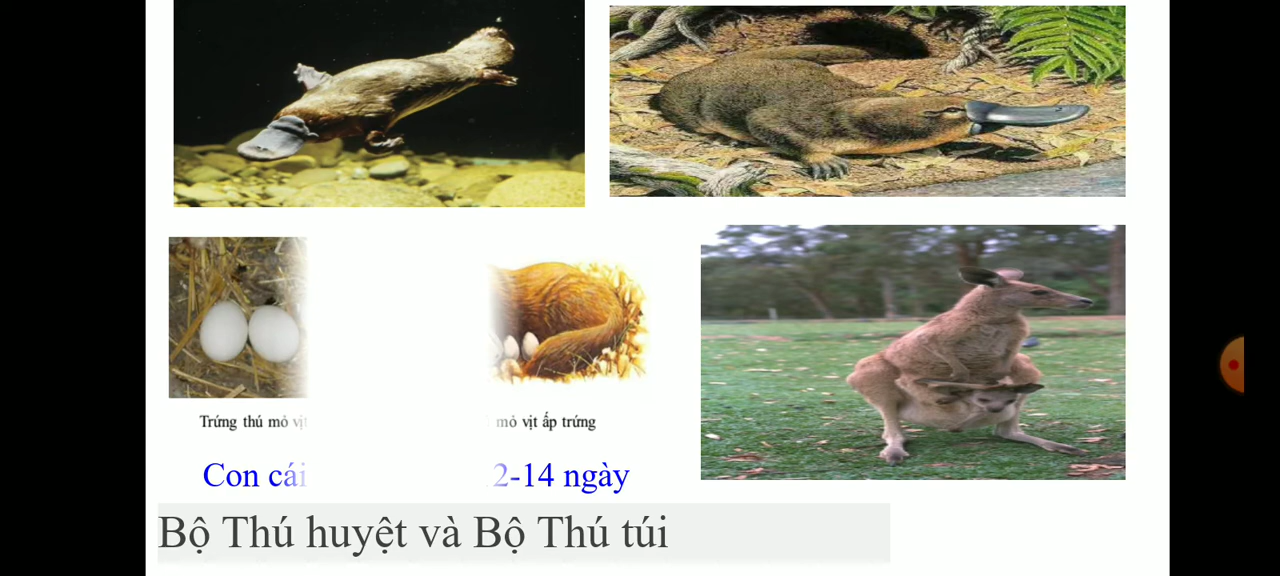 Trứng thú mỏ vịt
mỏ vịt ấp trứng
Con cái
2-14 ngày
Bộ Thú huyệt và Bộ Thú túi